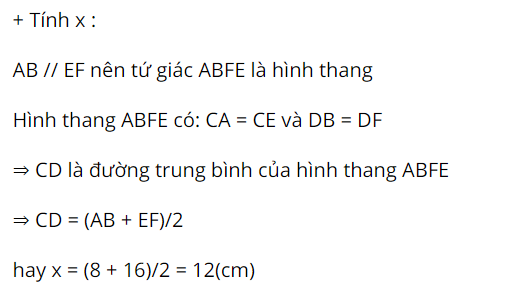 + Tính x :
AB // EF nên tứ giác ABFE là hình thang
Hình thang ABFE có: CA = CE và DB = DF
⇒ CD là đường trung bình của hình thang ABFE
⇒ CD = (AB + EF)/2
hay x = (8 + 16)/2 = 12(cm)